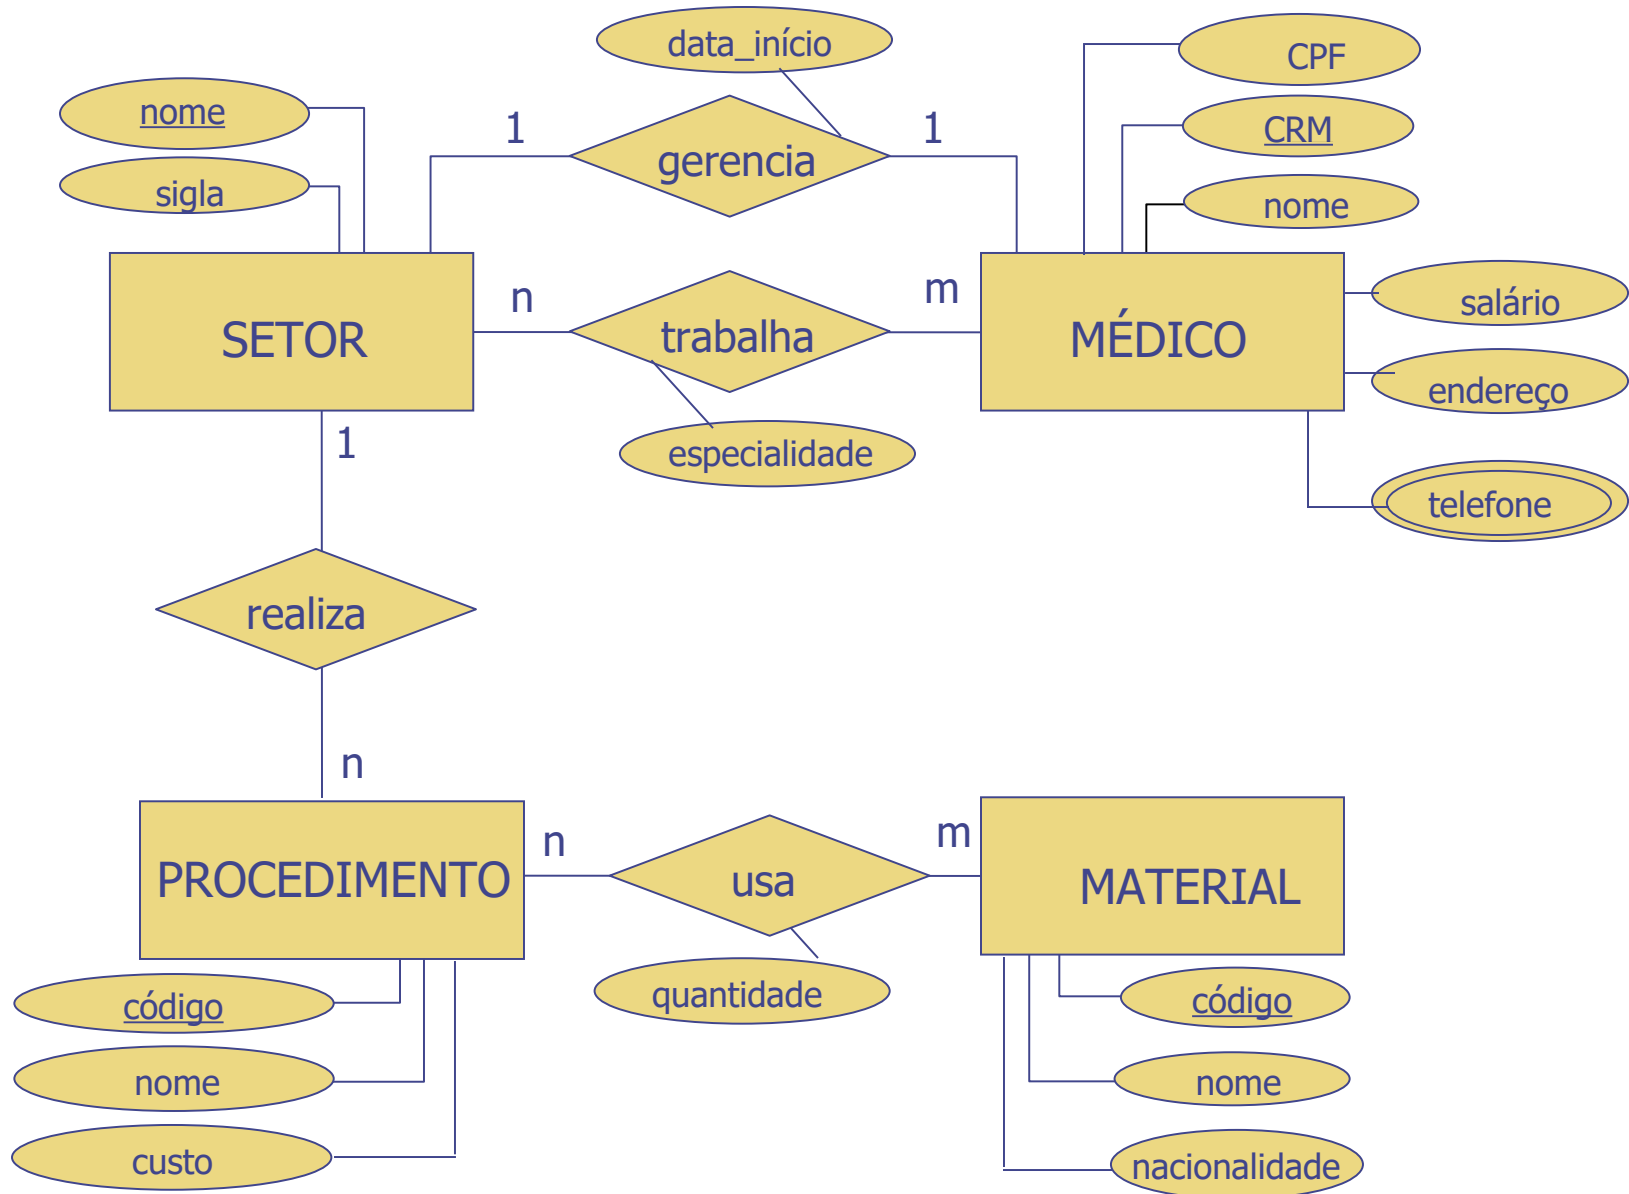 data_início
CPF
nome
1
1
CRM
gerencia
sigla
nome
n
m
salário
SETOR
trabalha
MÉDICO
endereço
1
especialidade
telefone
realiza
n
n
m
PROCEDIMENTO
usa
MATERIAL
código
quantidade
código
nome
nome
custo
nacionalidade